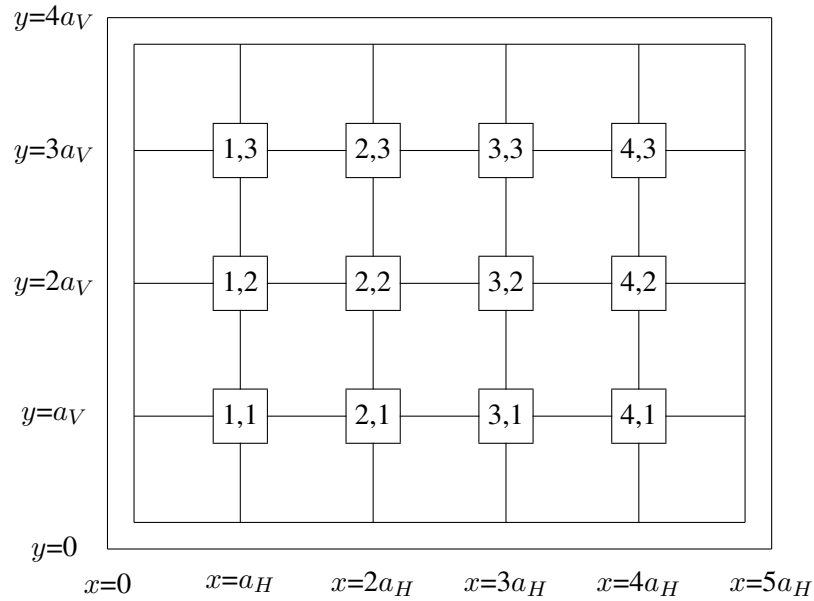 y=4a_V
y=3a_V 1,3 2,3 3,3 4,3
y=2a_V 1,2 2,2 3,2 4,2
y=a_V 1,1 2,1 3,1 4,1
y=0
x=0 x=a_H x=2a_H x=3a_H x=4a_H x=5a_H